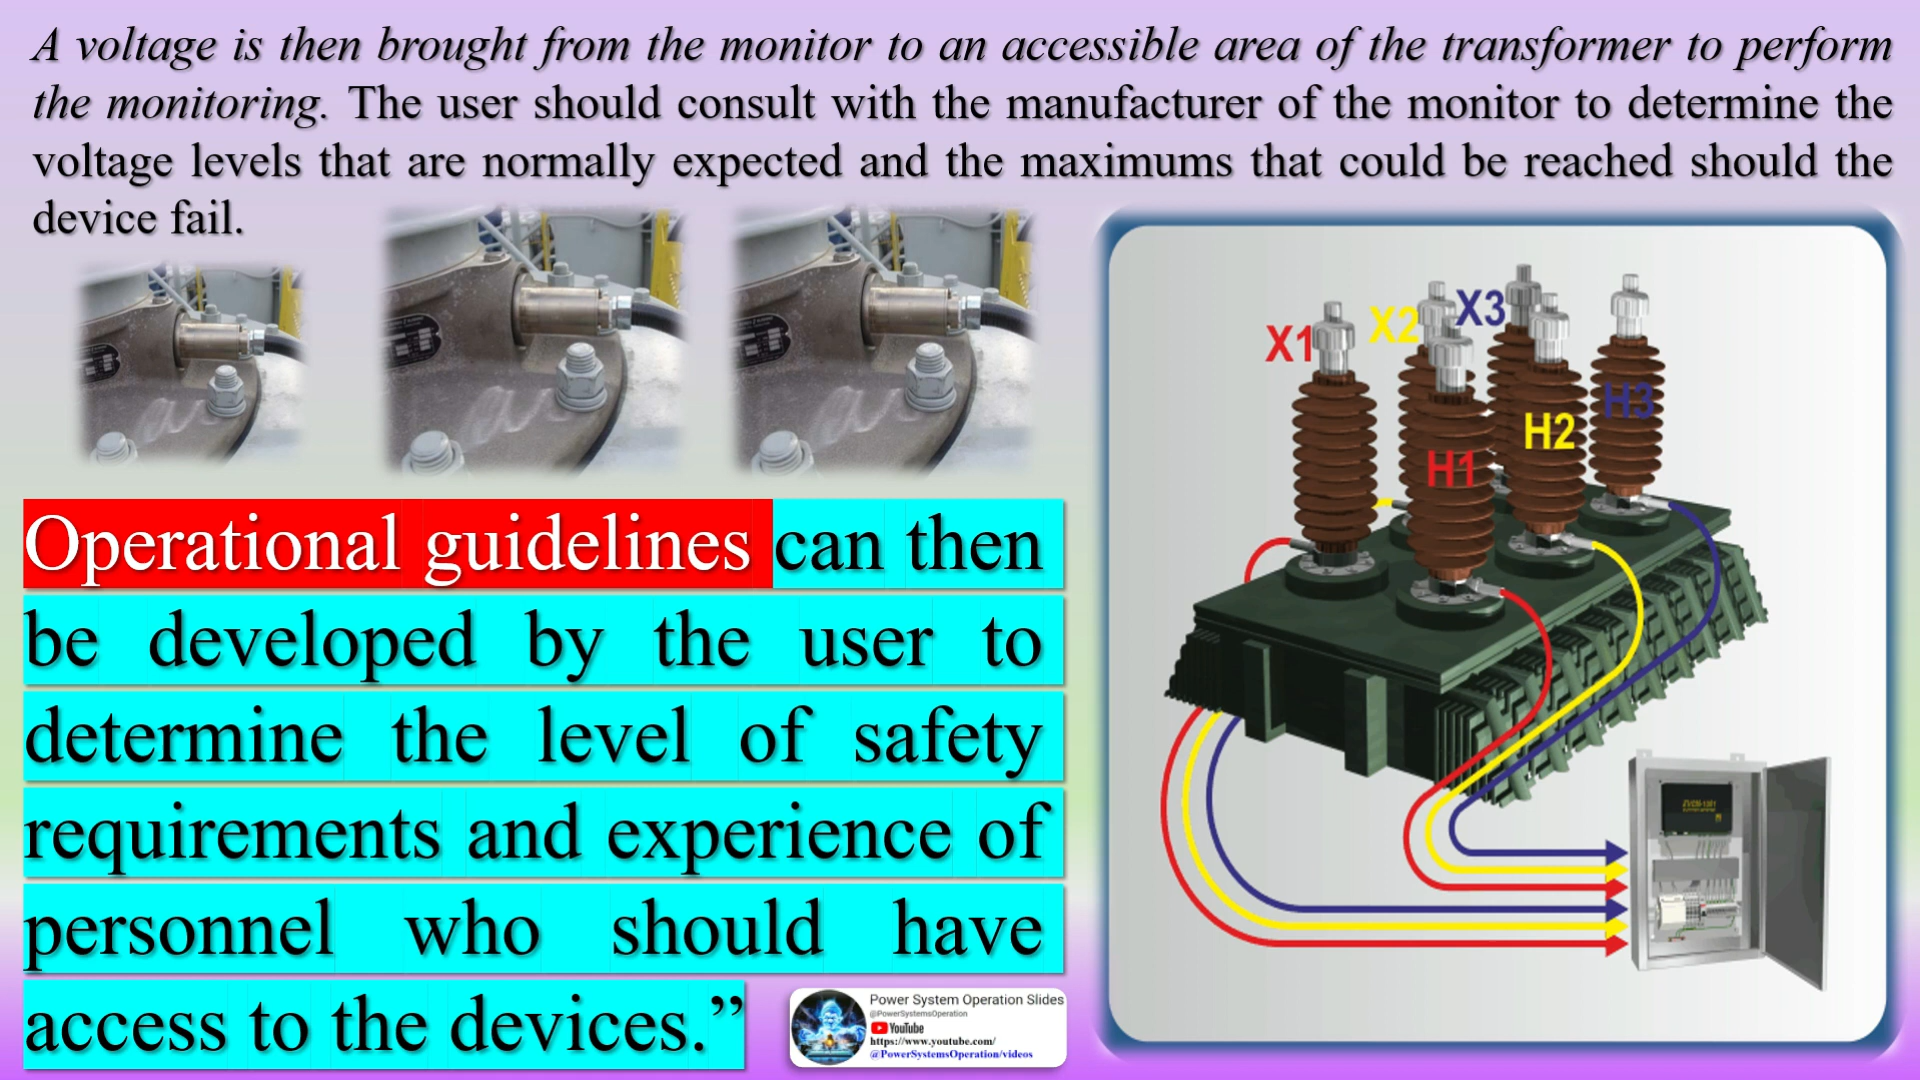 A voltage is then brought from the monitor to an accessible area of the transformer to perform
the monitoring. The user should consult with the manufacturer of the monitor to determine the
voltage levels that are normally expected and the maximums that could be reached should the
device fail.
Operational guidelines can then
be developed by the user to
determine the level of safety
requirements and experience of
personnel who should have
access to the devices.”
X1
X2
X3
H1
H2
H3
Power System Operation Slides
@PowerSystemsOperation
YouTube
https://www.youtube.com/
@PowerSystemsOperation/videos